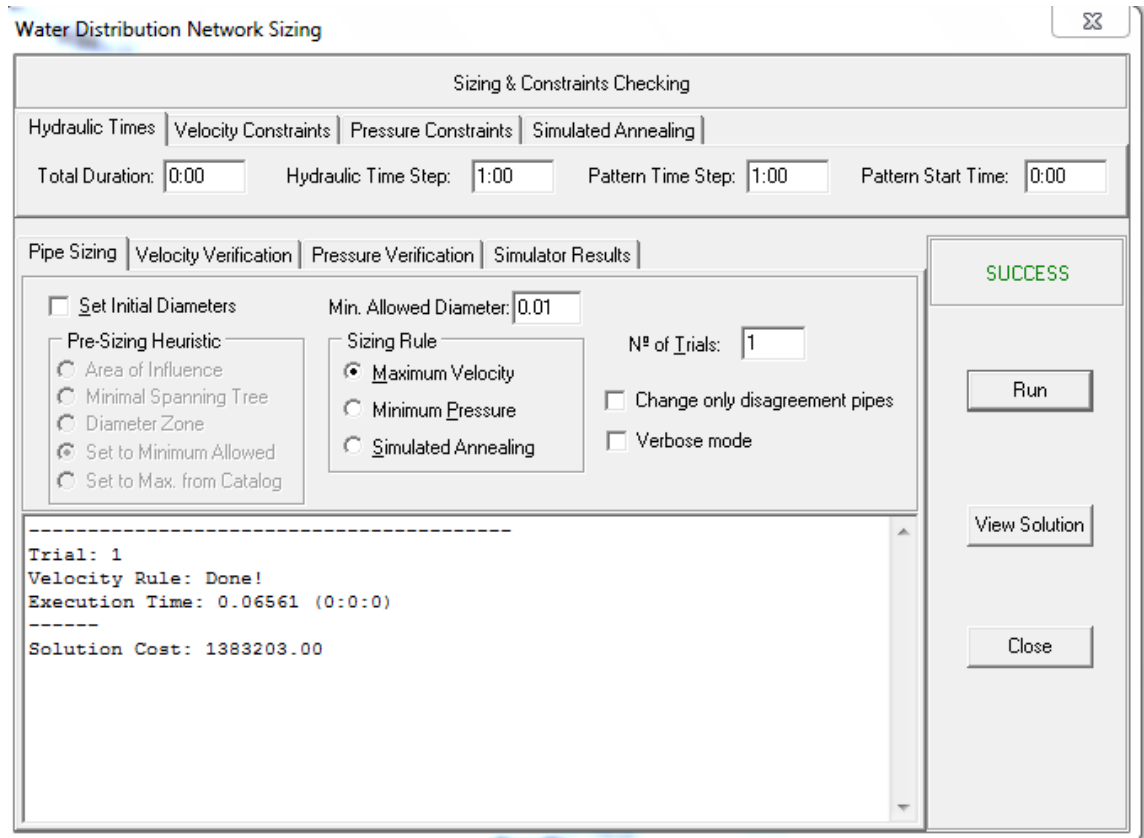 Water Distribution Network Sizing
Sizing & Constraints Checking
Hydraulic Times Velocity Constraints Pressure Constraints Simulated Annealing
Total Duration: 0:00 Hydraulic Time Step: 1:00 Pattern Time Step: 1:00 Pattern Start Time: 0:00
Pipe Sizing Velocity Verification Pressure Verification Simulator Results
SUCCESS
Set Initial Diameters Min. Allowed Diameter: 0.01
Pre-Sizing Heuristic
Area of Influence
Minimal Spanning Tree
Diameter Zone
Set to Minimum Allowed
Set to Max. from Catalog
Sizing Rule
Maximum Velocity
Minimum Pressure
Simulated Annealing
Nº of Trials: 1
Change only disagreement pipes
Verbose mode
Run
View Solution
Close
-----------------------------------------
Trial: 1
Velocity Rule: Done!
Execution Time: 0.06561 (0:0:0)
------
Solution Cost: 1383203.00